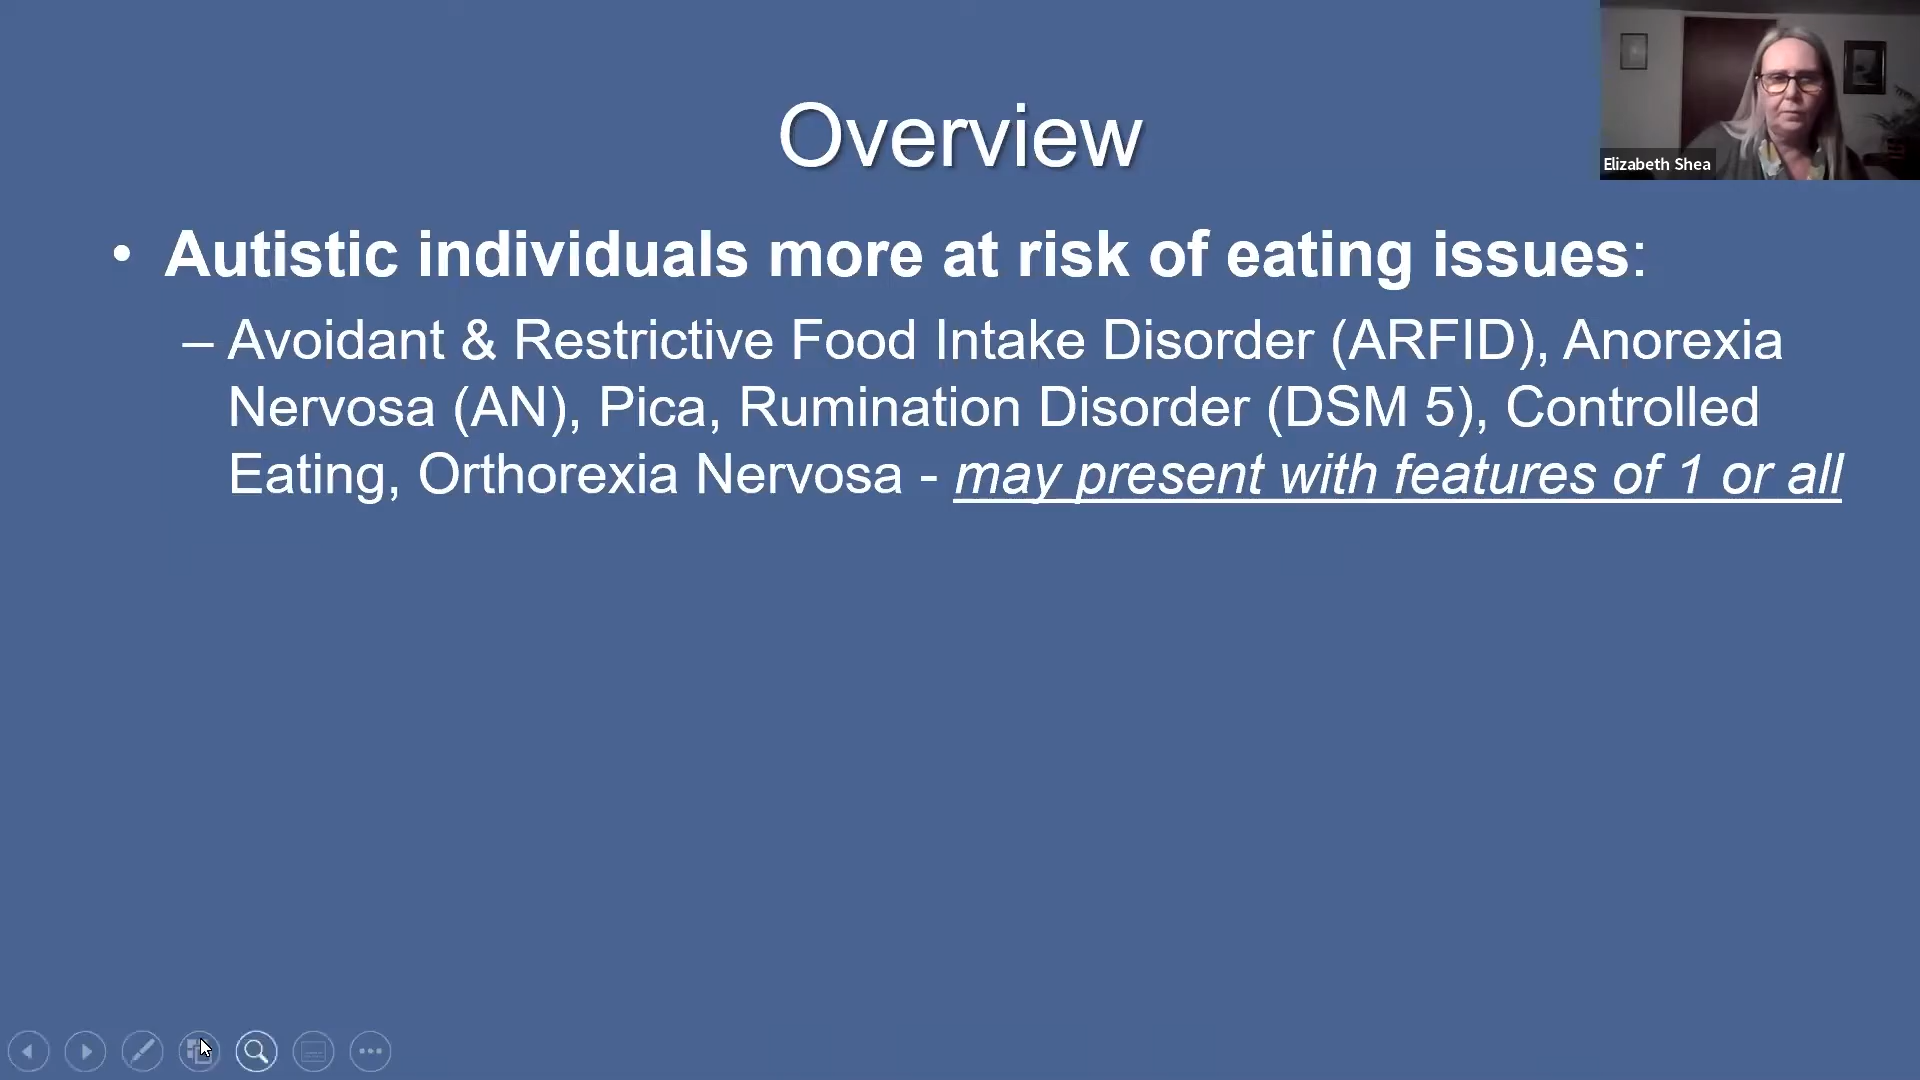 Overview
Elizabeth Shea
• Autistic individuals more at risk of eating issues:
– Avoidant & Restrictive Food Intake Disorder (ARFID), Anorexia
Nervosa (AN), Pica, Rumination Disorder (DSM 5), Controlled
Eating, Orthorexia Nervosa - may present with features of 1 or all